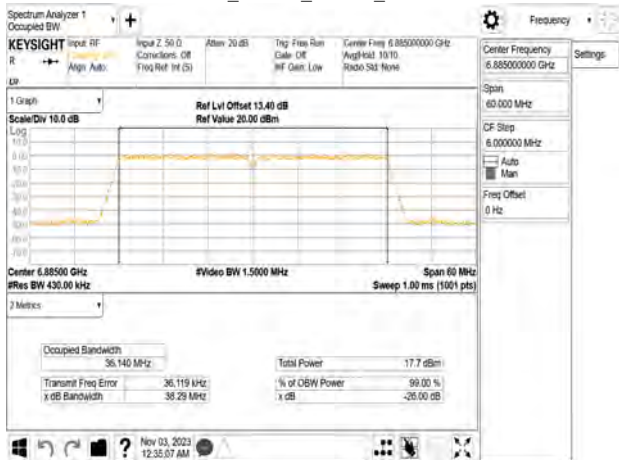 Spectrum Analyzer 1
Occupied BW
+
Frequency
KEYSIGHT
R
Input: RF
Align: Auto
Input Z: 50 Ω
Corrections: Off
Freq Ref: Int (S)
Atten: 20 dB
Trig: Free Run
Gate: Off
#IF Gain: Low
Center Freq: 6.885000000 GHz
Avg|Hold: 10/10
Radio Std: None
Center Frequency
6.885000000 GHz
Settings
Span
60.000 MHz
CF Step
6.000000 MHz
Auto
Man
Freq Offset
0 Hz
1 Graph
Scale/Div 10.0 dB
Ref Lvl Offset 13.40 dB
Ref Value 20.00 dBm
Log
10.0
0.00
Center 6.88500 GHz
#Res BW 430.00 kHz
#Video BW 1.5000 MHz
Span 60 MHz
Sweep 1.00 ms (1001 pts)
2 Metrics
Occupied Bandwidth
36.140 MHz
Total Power 17.7 dBm
Transmit Freq Error 36.119 kHz
% of OBW Power 99.00 %
x dB Bandwidth 38.29 MHz
x dB -26.00 dB
?
Nov 03, 2023
12:35:07 AM